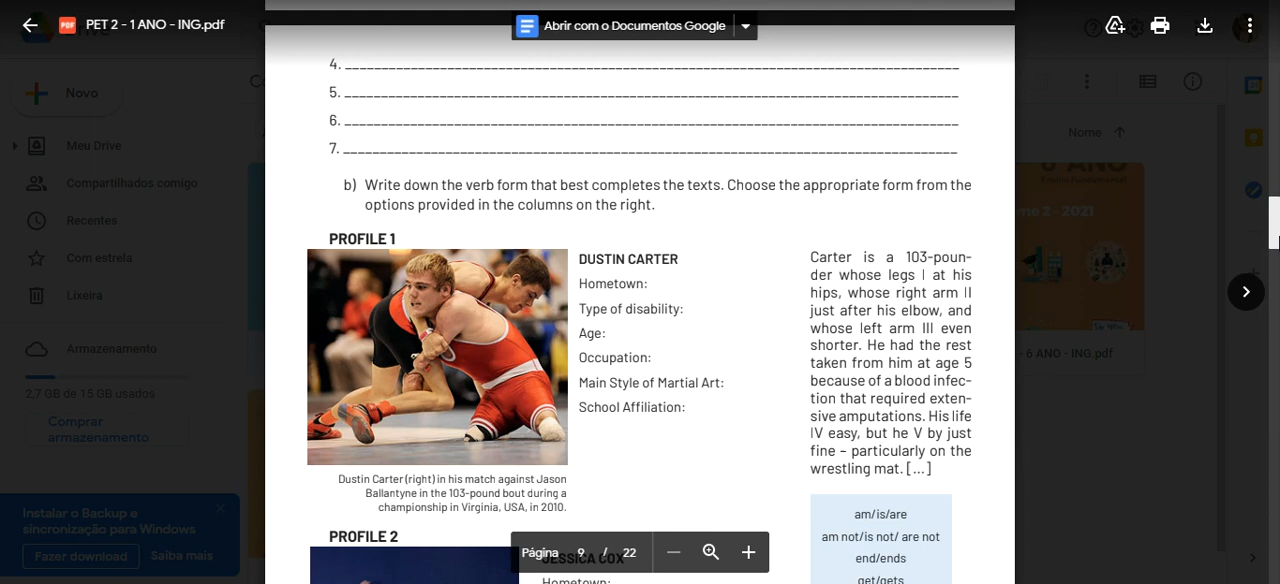 PET 2 - 1 ANO - ING.pdf
Abrir com o Documentos Google
Novo
Meu Drive
Compartilhados comigo
Recentes
Com estrela
Lixeira
Armazenamento
2,7 GB de 15 GB usados
Comprar
armazenamento
Instalar o Backup e
sincronização para Windows
Fazer download
Saiba mais
4.
5.
6.
7.
b) Write down the verb form that best completes the texts. Choose the appropriate form from the
options provided in the columns on the right.
PROFILE 1
DUSTIN CARTER
Hometown:
Type of disability:
Age:
Occupation:
Main Style of Martial Art:
School Affiliation:
Carter is a 103-poun-
der whose legs I at his
hips, whose right arm II
just after his elbow, and
whose left arm III even
shorter. He had the rest
taken from him at age 5
because of a blood infec-
tion that required exten-
sive amputations. His life
IV easy, but he V by just
fine – particularly on the
wrestling mat. [...]
Dustin Carter (right) in his match against Jason
Ballantyne in the 103-pound bout during a
championship in Virginia, USA, in 2010.
am/is/are
am not/is not/ are not
end/ends
get/gets
PROFILE 2
JESSICA COX
Hometown:
Página 9 / 22
Nome
6 ANO
me 2 - 2021
- 6 ANO - ING.pdf